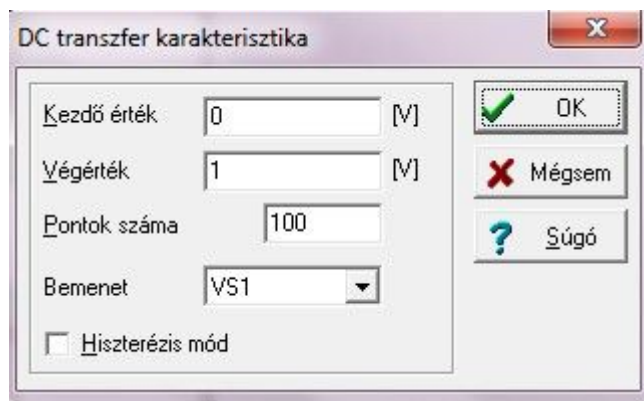 DC transzfer karakterisztika
Kezdő érték 0 [V]
Végérték 1 [V]
Pontok száma 100
Bemenet VS1
Hiszterézis mód
OK
Mégsem
Súgó